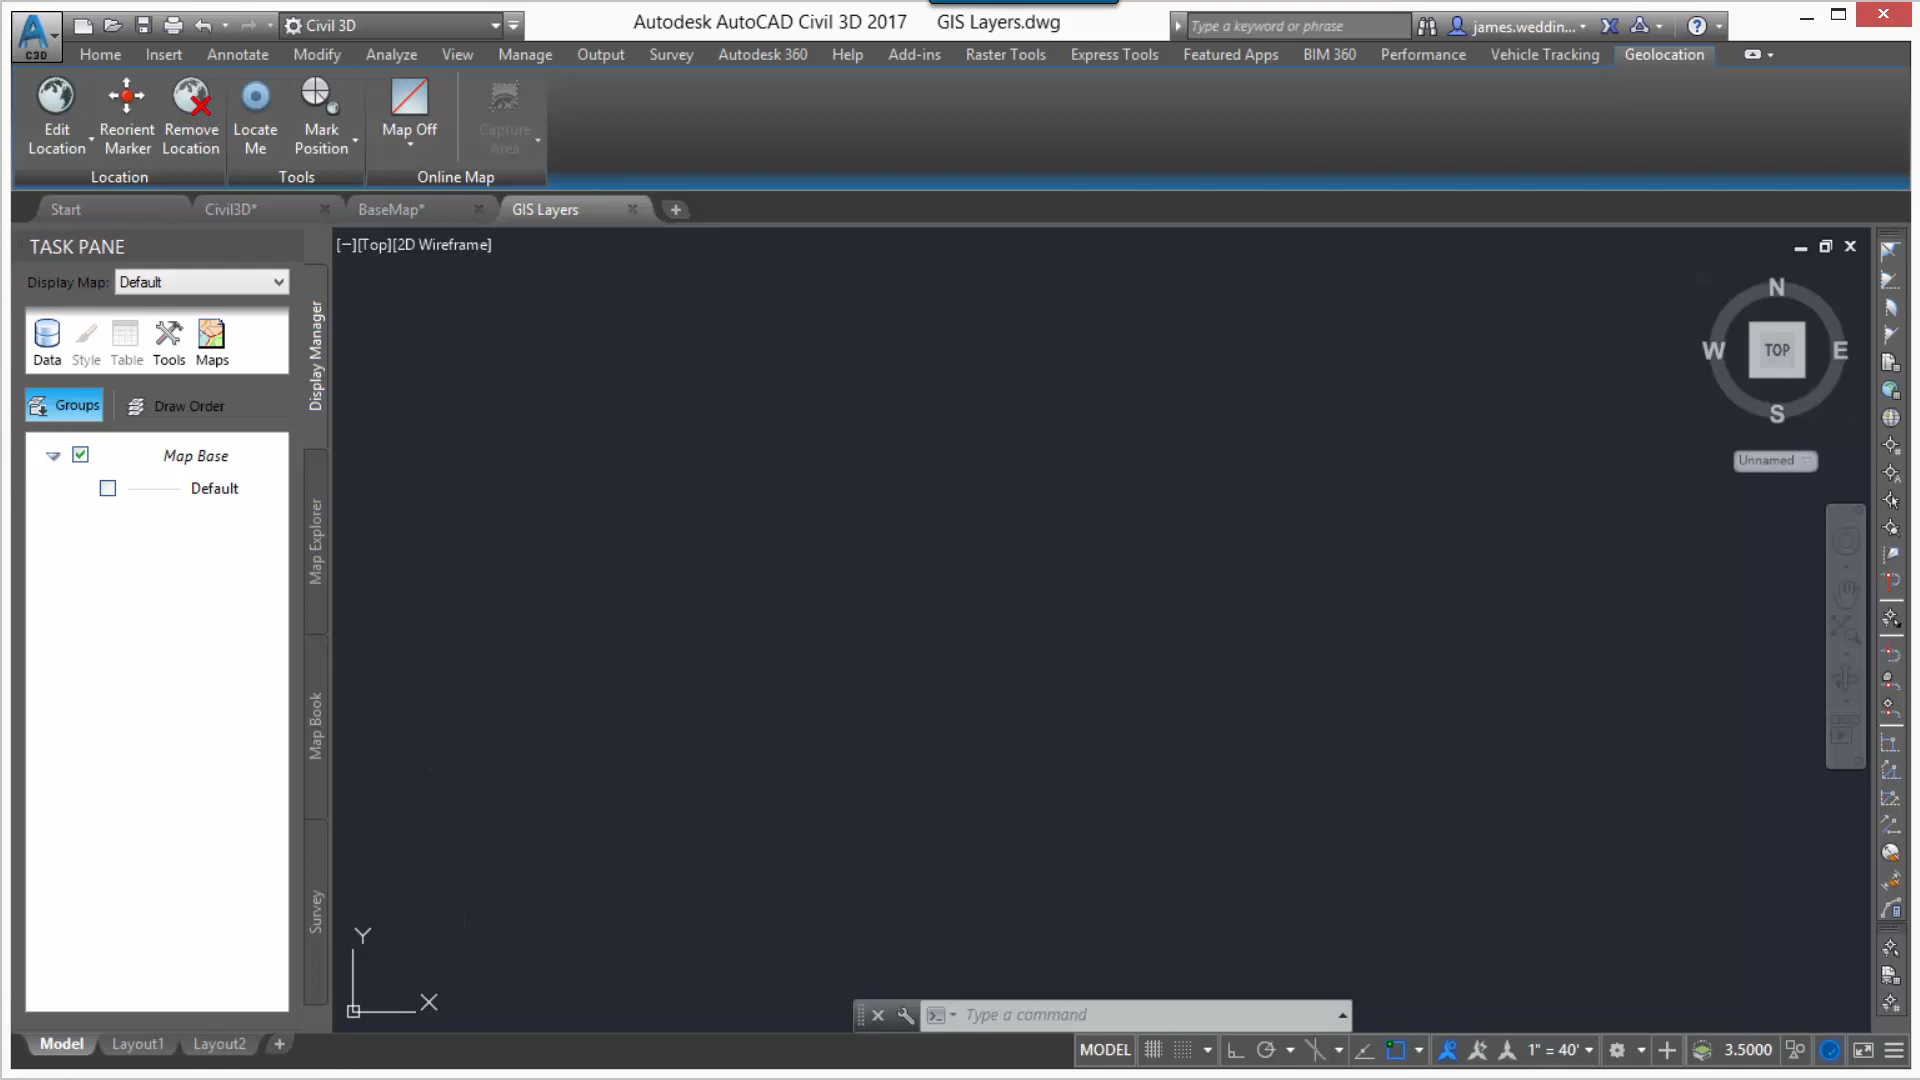 Civil 3D
Autodesk AutoCAD Civil 3D 2017 GIS Layers.dwg
Type a keyword or phrase
james.weddin...
C3D
Home Insert Annotate Modify Analyze View Manage Output Survey Autodesk 360 Help Add-ins Raster Tools Express Tools Featured Apps BIM 360 Performance Vehicle Tracking Geolocation
Edit Location
Reorient Marker
Remove Location
Locate Me
Mark Position
Map Off
Capture Area
Location Tools Online Map
Start Civil3D* BaseMap* GIS Layers
TASK PANE
[−][Top][2D Wireframe]
Display Map: Default
Data Style Table Tools Maps
Groups Draw Order
Map Base
Default
Display Manager
Map Explorer
Map Book
Survey
N
W TOP E
S
Unnamed
Y
X
Type a command
Model Layout1 Layout2
MODEL 1" = 40' 3.5000